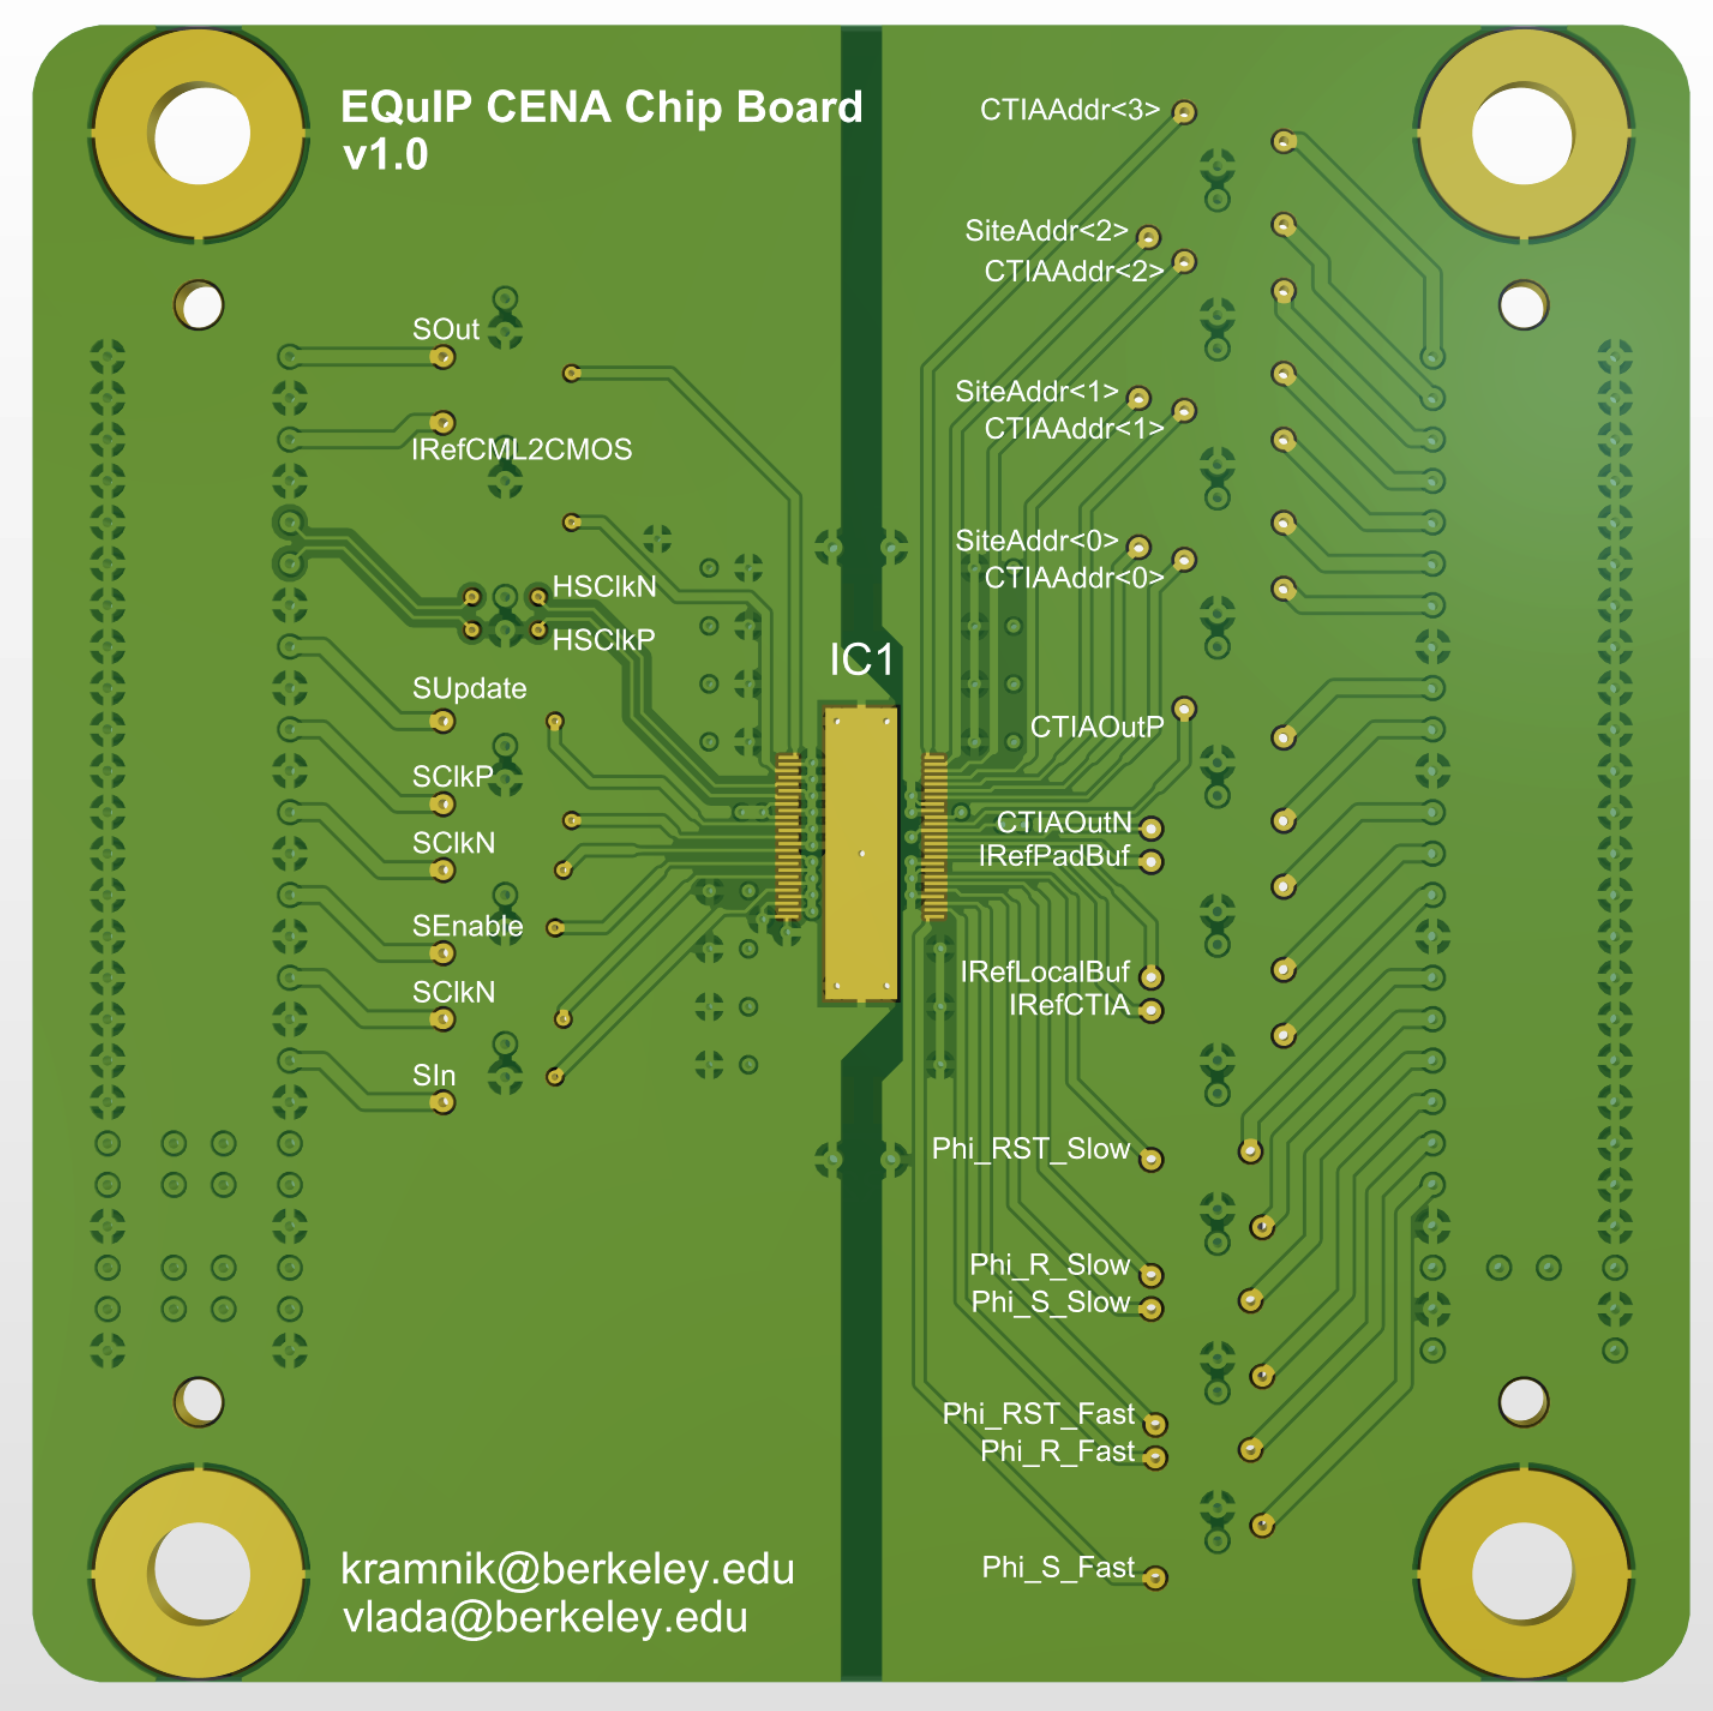 EQuIP CENA Chip Board
v1.0
CTIAAddr<3>
SiteAddr<2>
CTIAAddr<2>
SOut
SiteAddr<1>
CTIAAddr<1>
IRefCML2CMOS
SiteAddr<0>
CTIAAddr<0>
HSClkN
HSClkP
IC1
SUpdate
CTIAOutP
SClkP
CTIAOutN
SClkN
IRefPadBuf
SEnable
IRefLocalBuf
SClkN
IRefCTIA
SIn
Phi_RST_Slow
Phi_R_Slow
Phi_S_Slow
Phi_RST_Fast
Phi_R_Fast
Phi_S_Fast
kramnik@berkeley.edu
vlada@berkeley.edu